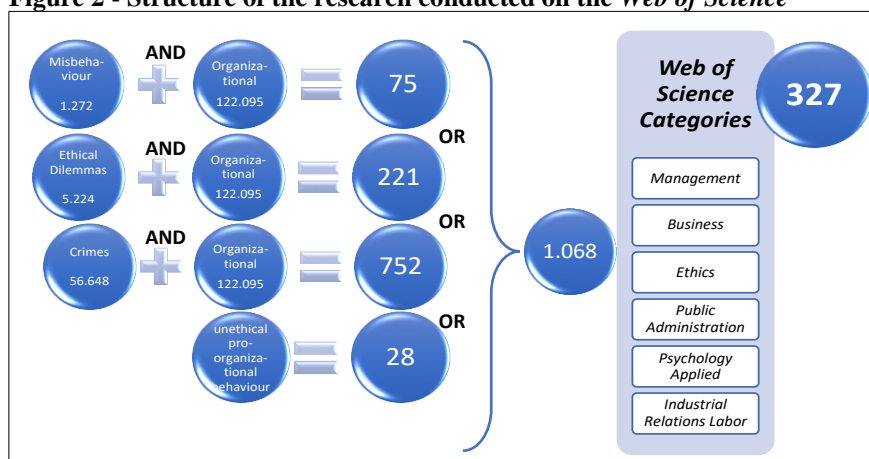 Figure 2 - Structure of the research conducted on the Web of Science
Misbeha-
viour
1.272
AND
Organiza-
tional
122.095
75
OR
Ethical
Dilemmas
5.224
AND
Organiza-
tional
122.095
221
OR
Crimes
56.648
AND
Organiza-
tional
122.095
752
OR
unethical
pro-
organiza-
tional
behaviour
28
1.068
Web of
Science
Categories
327
Management
Business
Ethics
Public
Administration
Psychology
Applied
Industrial
Relations Labor